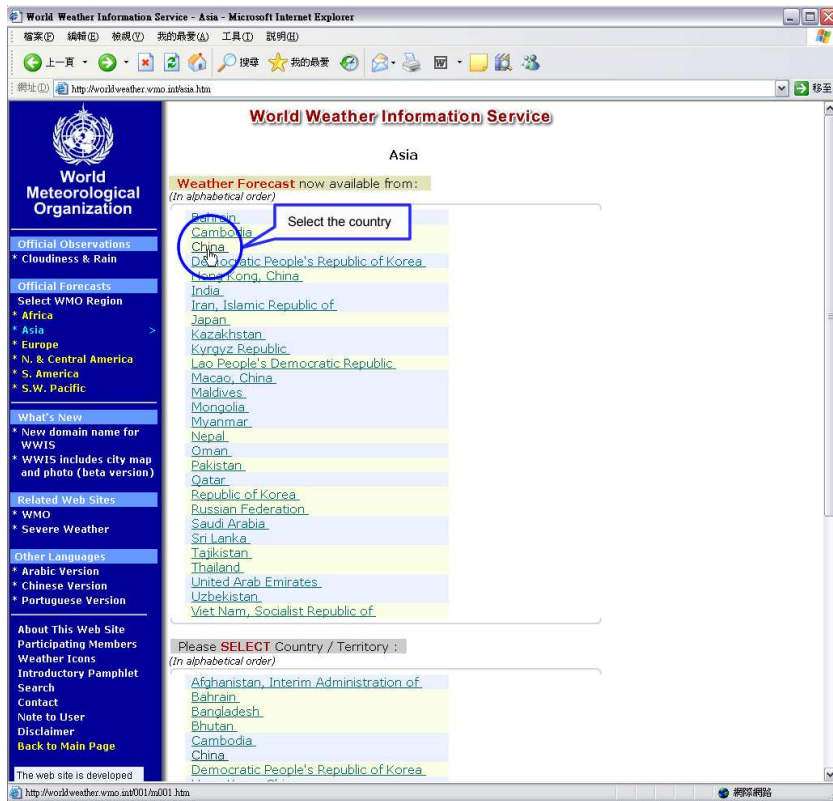 World Weather Information Service - Asia - Microsoft Internet Explorer
檔案(F) 編輯(E) 檢視(V) 我的最愛(A) 工具(T) 說明(H)
上一頁 搜尋 我的最愛
網址(D) http://worldweather.wmo.int/asia.htm 移至
World
Meteorological
Organization
Official Observations
* Cloudiness & Rain
Official Forecasts
Select WMO Region
* Africa
* Asia >
* Europe
* N. & Central America
* S. America
* S.W. Pacific
What's New
* New domain name for
WWIS
* WWIS includes city map
and photo (beta version)
Related Web Sites
* WMO
* Severe Weather
Other Languages
* Arabic Version
* Chinese Version
* Portuguese Version
About This Web Site
Participating Members
Weather Icons
Introductory Pamphlet
Search
Contact
Note to User
Disclaimer
Back to Main Page
The web site is developed
World Weather Information Service
Asia
Weather Forecast now available from:
(In alphabetical order)
Bahrain
Select the country
Cambodia
China
Democratic People's Republic of Korea
Hong Kong, China
India
Iran, Islamic Republic of
Japan
Kazakhstan
Kyrgyz Republic
Lao People's Democratic Republic
Macao, China
Maldives
Mongolia
Myanmar
Nepal
Oman
Pakistan
Qatar
Republic of Korea
Russian Federation
Saudi Arabia
Sri Lanka
Tajikistan
Thailand
United Arab Emirates
Uzbekistan
Viet Nam, Socialist Republic of
Please SELECT Country / Territory :
(In alphabetical order)
Afghanistan, Interim Administration of
Bahrain
Bangladesh
Bhutan
Cambodia
China
Democratic People's Republic of Korea
http://worldweather.wmo.int/001/m001.htm 網際網路